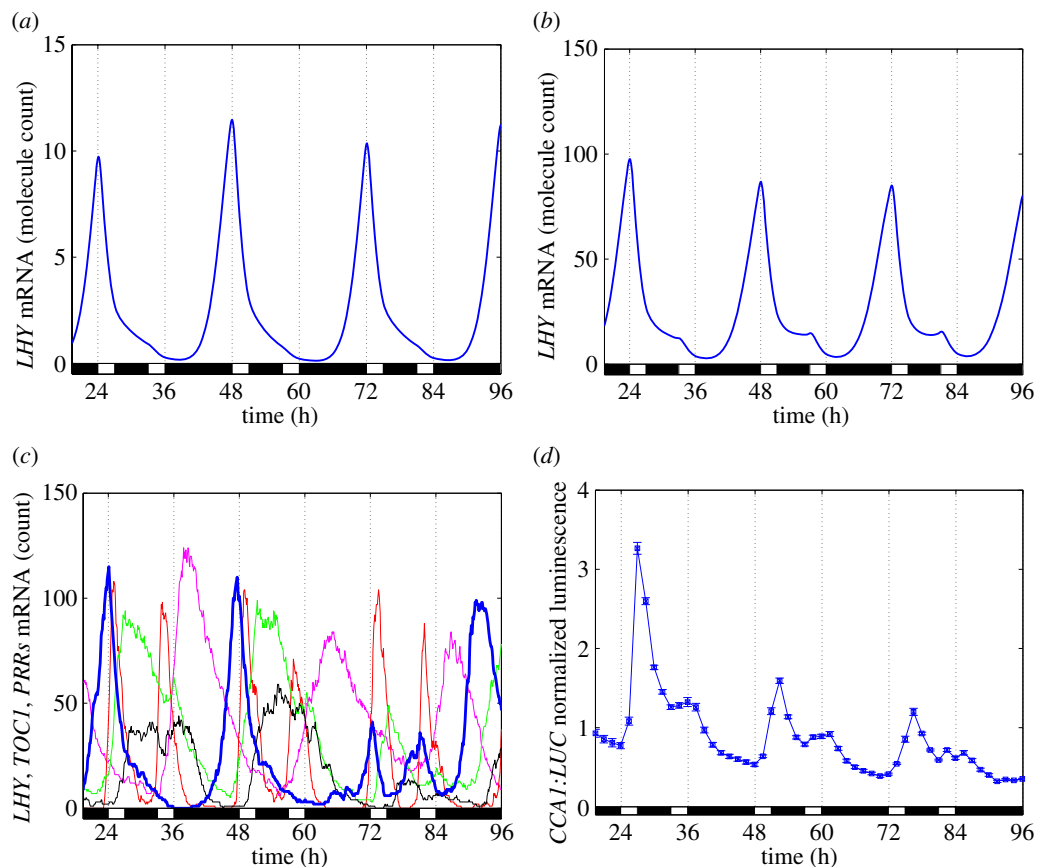 (a)
LHY mRNA (molecule count)
15
10
5
0
24 36 48 60 72 84 96
time (h)
(b)
LHY mRNA (molecule count)
150
100
50
0
24 36 48 60 72 84 96
time (h)
(c)
LHY, TOC1, PRRs mRNA (count)
150
100
50
0
24 36 48 60 72 84 96
time (h)
(d)
CCA1:LUC normalized luminescence
4
3
2
1
0
24 36 48 60 72 84 96
time (h)